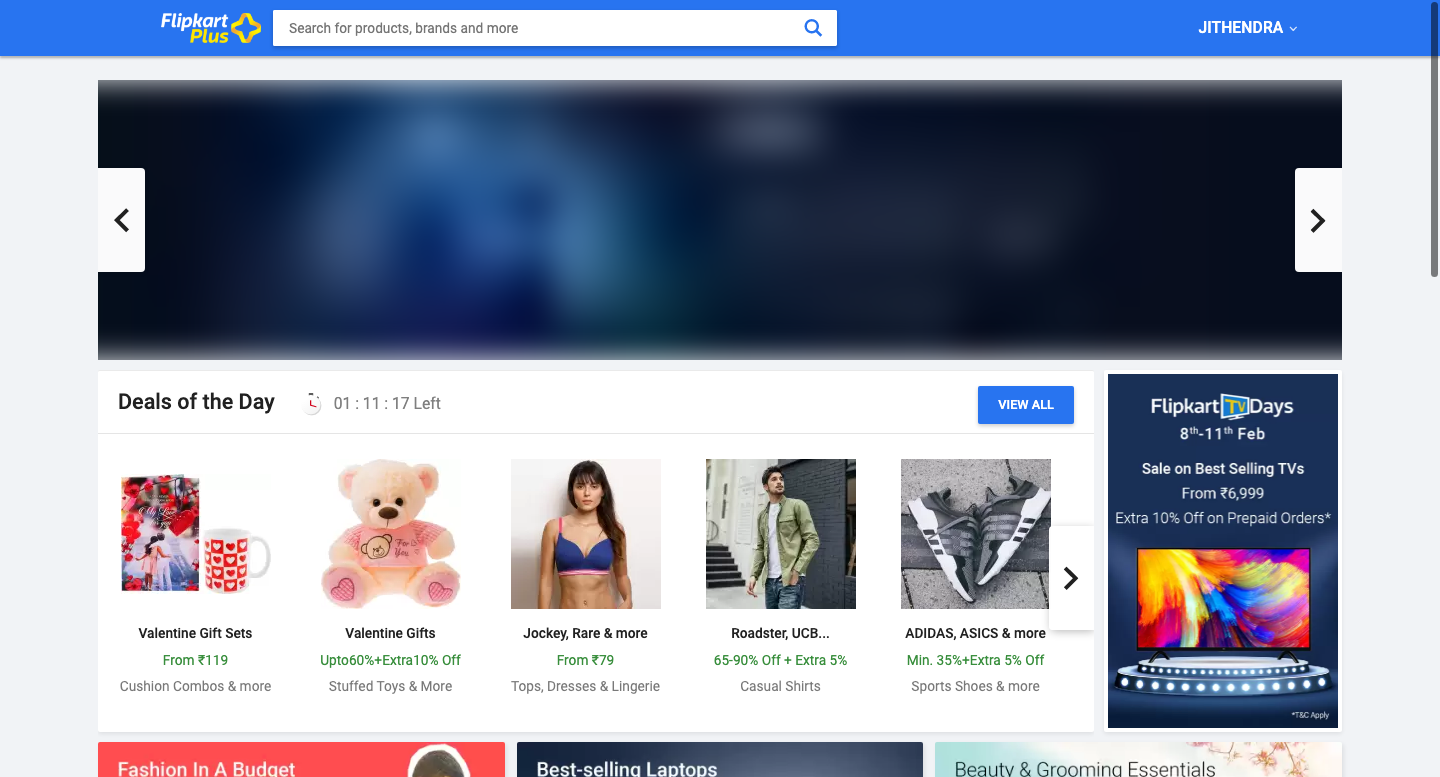 Flipkart
Plus
Search for products, brands and more
JITHENDRA
Deals of the Day
01 : 11 : 17 Left
VIEW ALL
Valentine Gift Sets
From ₹119
Cushion Combos & more
For
You
Valentine Gifts
Upto60%+Extra10% Off
Stuffed Toys & More
Jockey, Rare & more
From ₹79
Tops, Dresses & Lingerie
Roadster, UCB...
65-90% Off + Extra 5%
Casual Shirts
ADIDAS, ASICS & more
Min. 35%+Extra 5% Off
Sports Shoes & more
Flipkart TV Days
8th-11th Feb
Sale on Best Selling TVs
From ₹6,999
Extra 10% Off on Prepaid Orders*
*T&C Apply
Fashion In A Budget
Best-selling Laptops
Beauty & Grooming Essentials